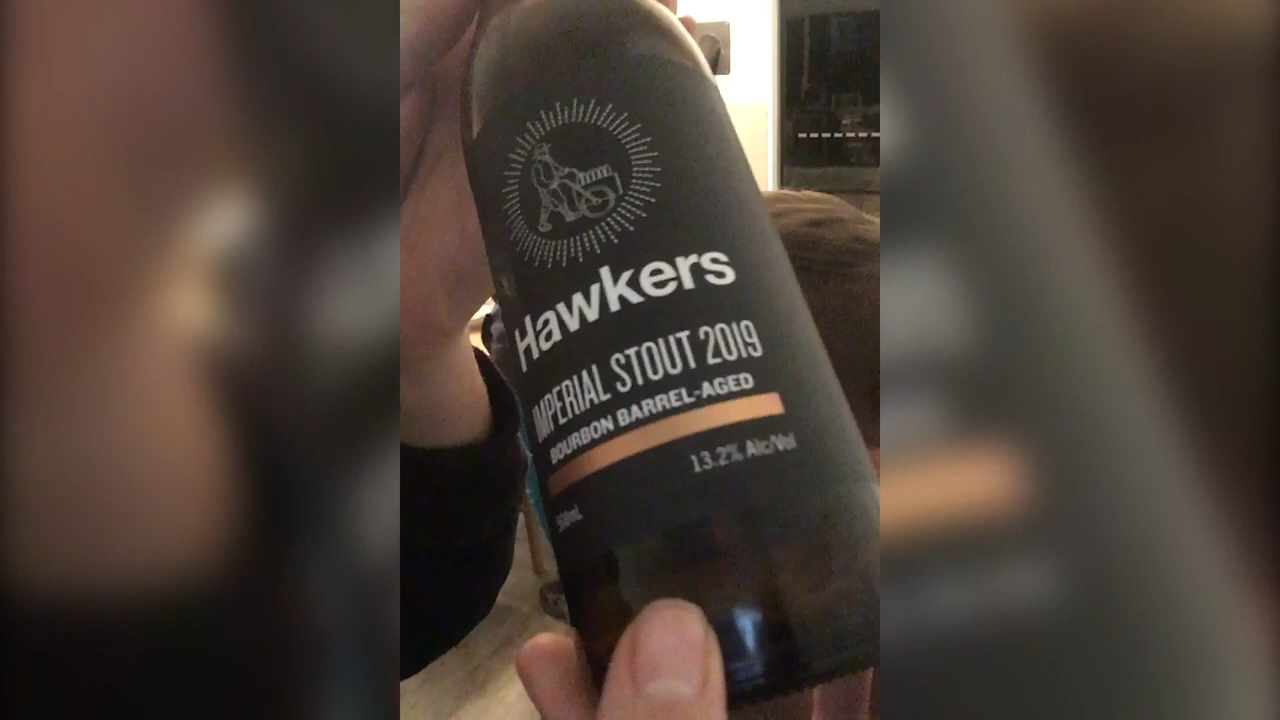 Hawkers
IMPERIAL STOUT 2019
BOURBON BARREL-AGED
13.2% Alc/Vol
500mL